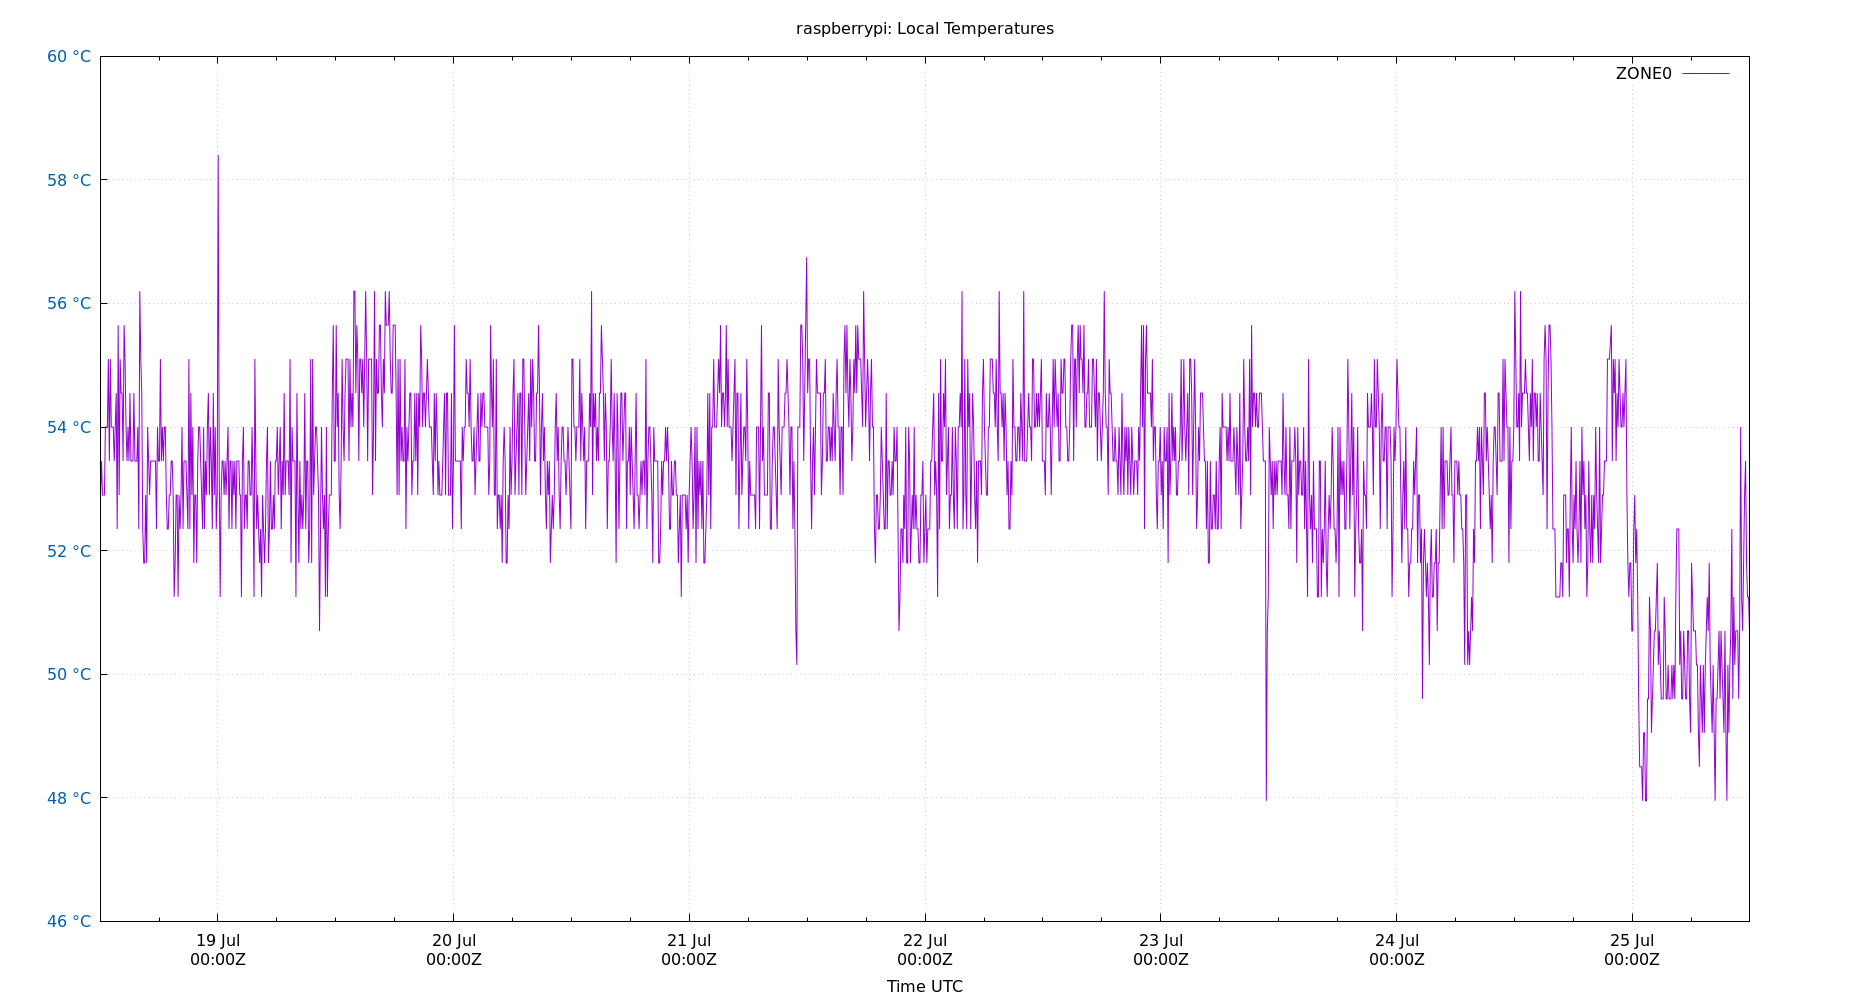 raspberrypi: Local Temperatures
60 °C
ZONE0
58 °C
56 °C
54 °C
52 °C
50 °C
48 °C
46 °C
19 Jul 20 Jul 21 Jul 22 Jul 23 Jul 24 Jul 25 Jul
00:00Z 00:00Z 00:00Z 00:00Z 00:00Z 00:00Z 00:00Z
Time UTC